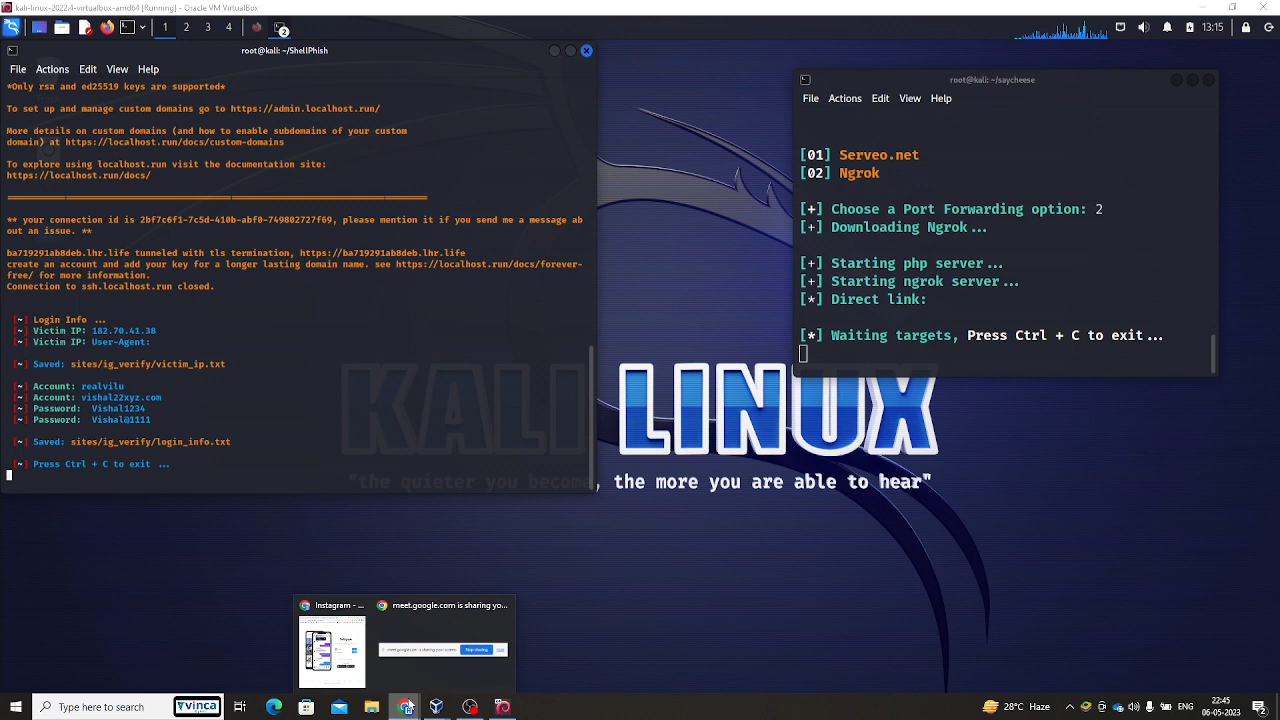 kali-linux-2022.4-virtualbox-amd64 [Running] - Oracle VM VirtualBox
1 2 3 4
2
13:15
root@kali: ~/ShellPhish
File Actions Edit View Help
*Only rsa and ed25519 keys are supported*
To set up and manage custom domains go to https://admin.localhost.run/
More details on custom domains (and how to enable subdomains of your custom
domain) at https://localhost.run/docs/custom-domains
To explore using localhost.run visit the documentation site:
https://localhost.run/docs/
** your connection id is 2bf7c6f1-7c5d-410b-abf0-749802727f69, please mention it if you send me a message ab
out an issue. **
ba719291ab8deb.lhr.life tunneled with tls termination, https://ba719291ab8deb.lhr.life
create an account and add your key for a longer lasting domain name. see https://localhost.run/docs/forever-
free/ for more information.
Connection to ssh.localhost.run closed.
[~] Login Info ...
[~] Victim IP: 182.70.41.38
[~] Victim IP: User-Agent:
[~] Saved: sites/ig_verify/victim_ip.txt
[~] Account: realvilu
[~] Account: vishal22xyz.com
[~] Password: Vishal1234
[~] Password: Vishal@1111
[~] Saved: sites/ig_verify/login_info.txt
[~] Press Ctrl + C to exit ...
root@kali: ~/saycheese
File Actions Edit View Help
[01] Serveo.net
[02] Ngrok
[+] Choose a Port Forwarding option: 2
[+] Downloading Ngrok...
[+] Starting php server...
[+] Starting ngrok server...
[*] Direct link:
[*] Waiting targets, Press Ctrl + C to exit...
KALI LINUX
"the quieter you become, the more you are able to hear"
Instagram - ...
meet.google.com is sharing yo...
meet.google.com is sharing your screen.
Stop sharing
Type here to search
vinca
28°C Haze
ENG
22:45
06-05-2023